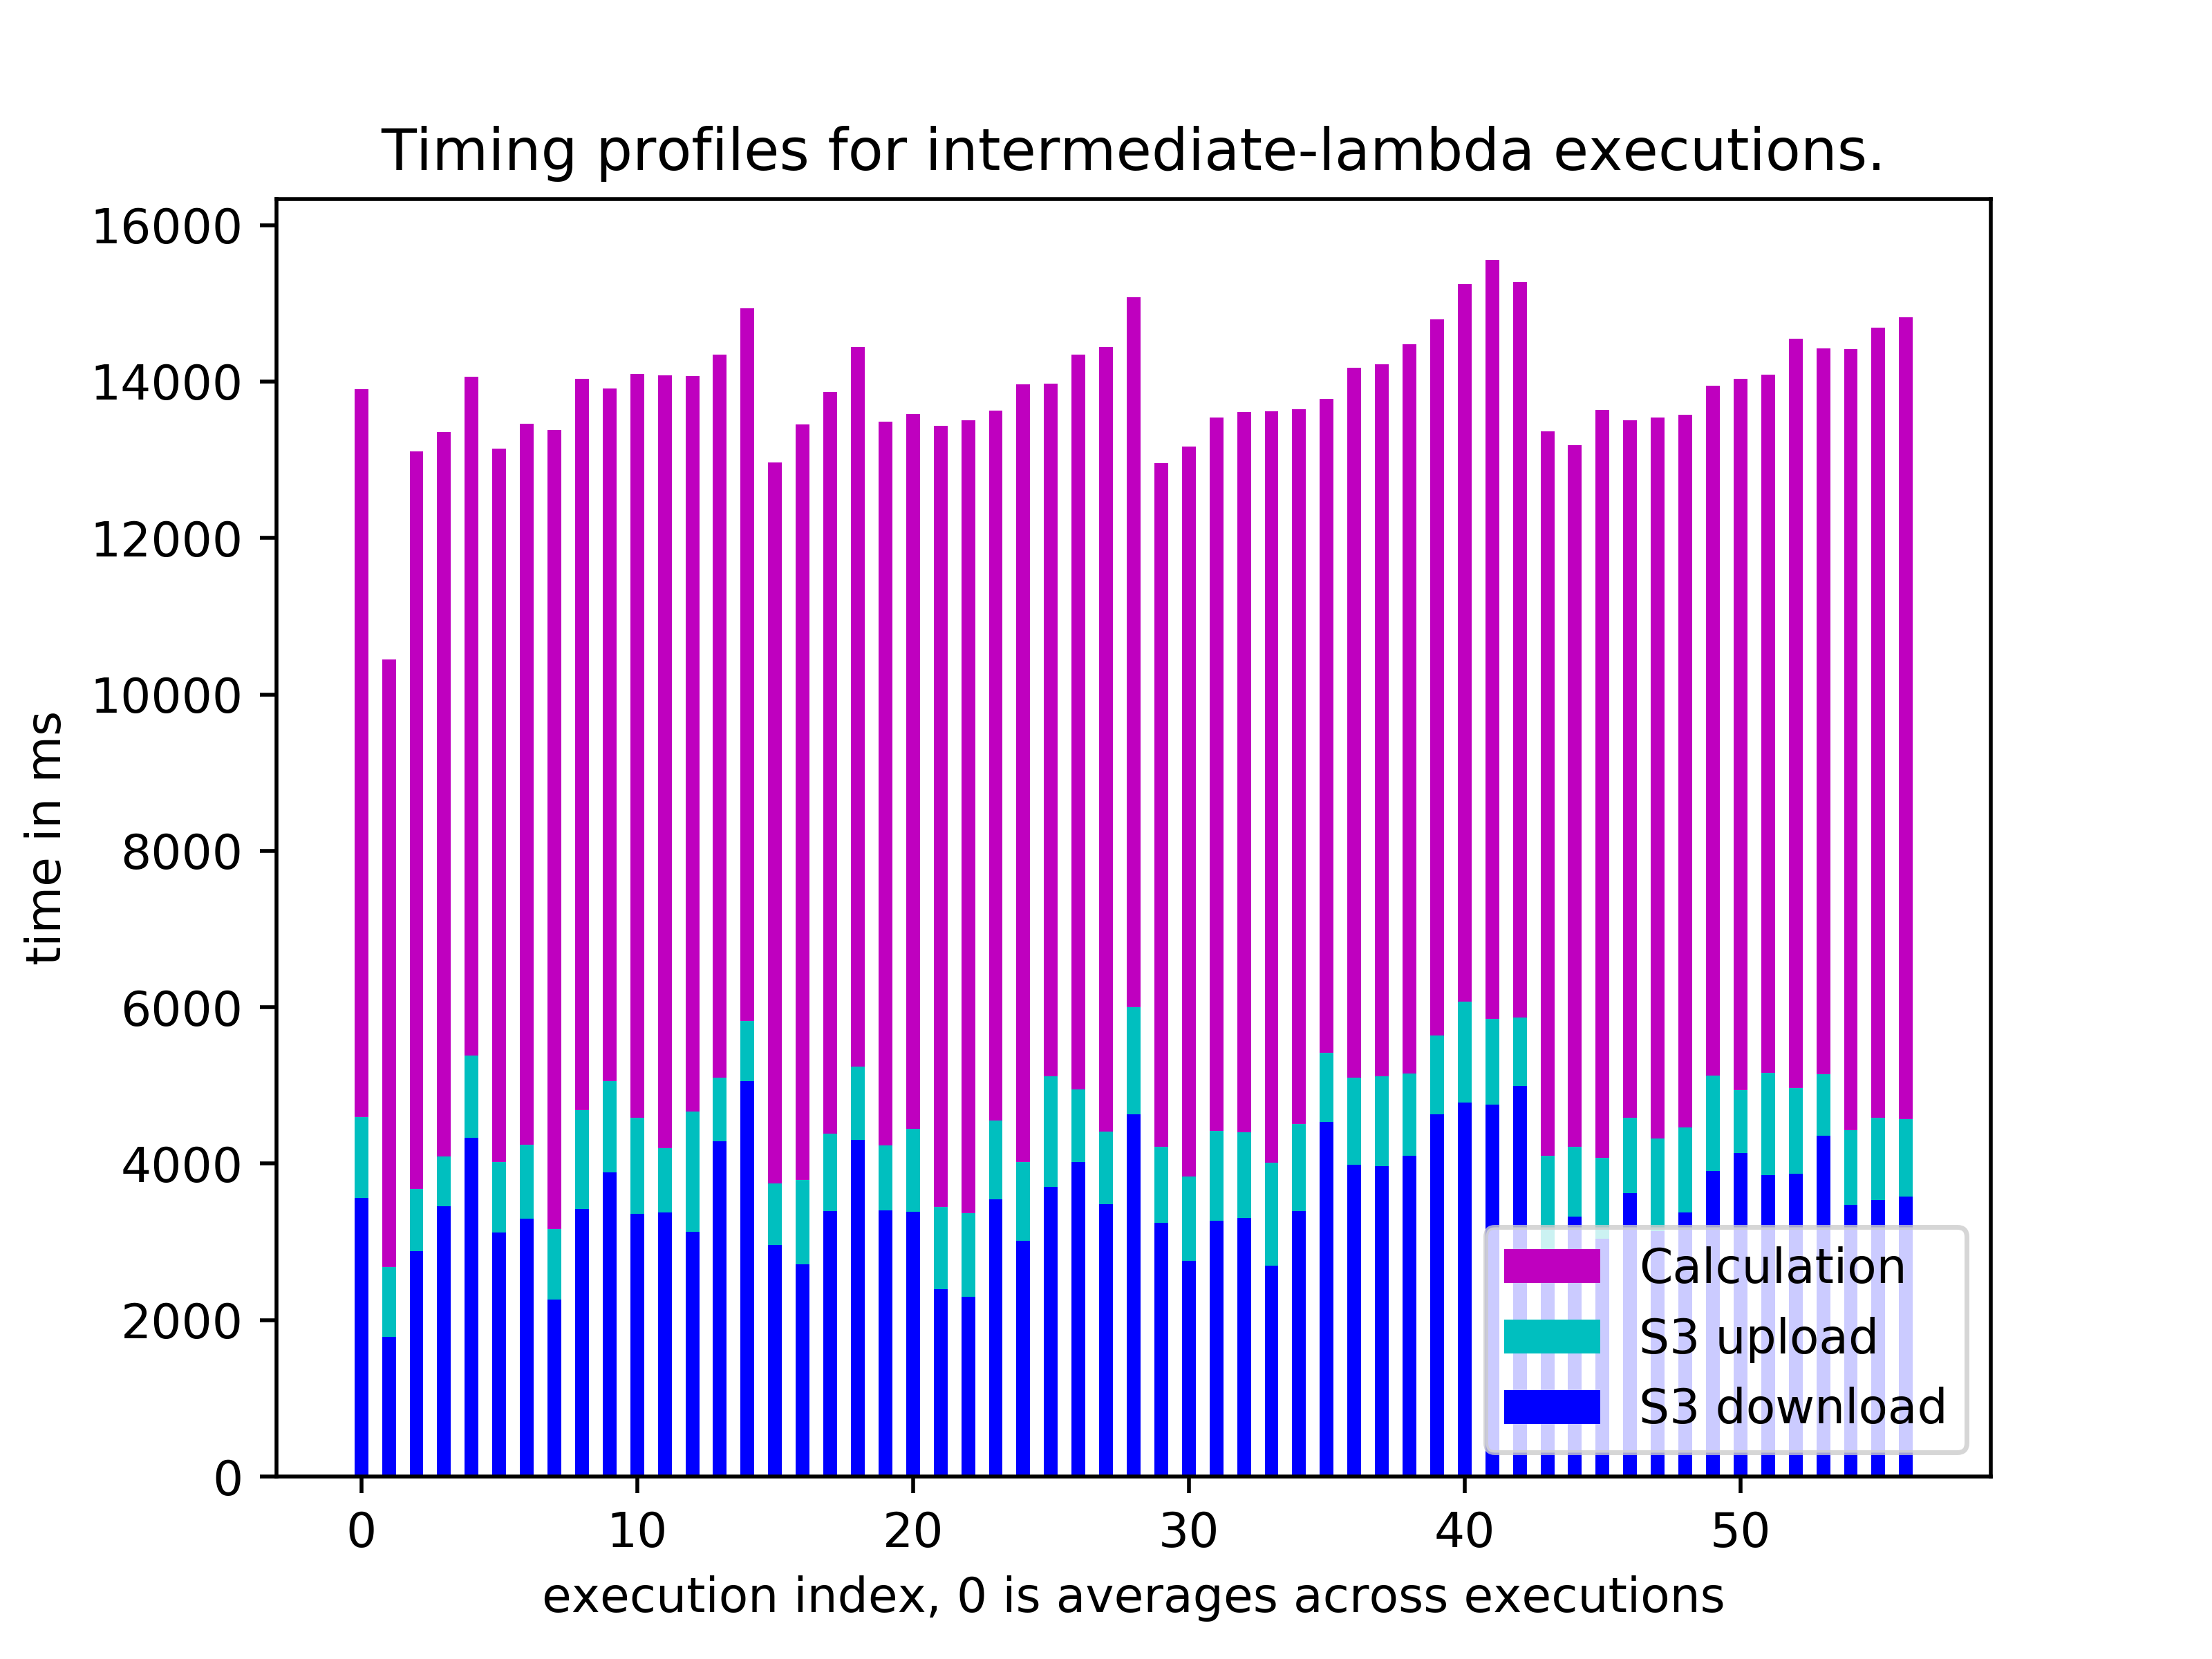 Timing profiles for intermediate-lambda executions.
16000
14000
12000
10000
8000
6000
4000
2000
0
time in ms
Calculation
S3 upload
S3 download
0 10 20 30 40 50
execution index, 0 is averages across executions